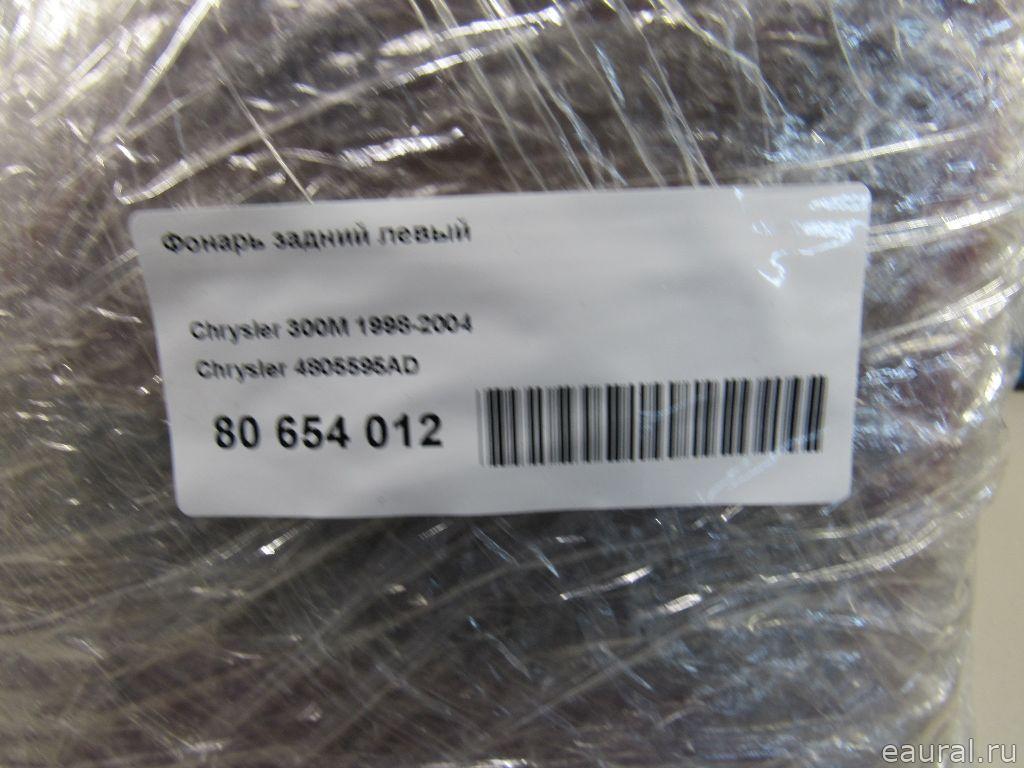 Фонарь задний левый
Chrysler 300M 1998-2004
Chrysler 4805595AD
80 654 012
eaural.ru